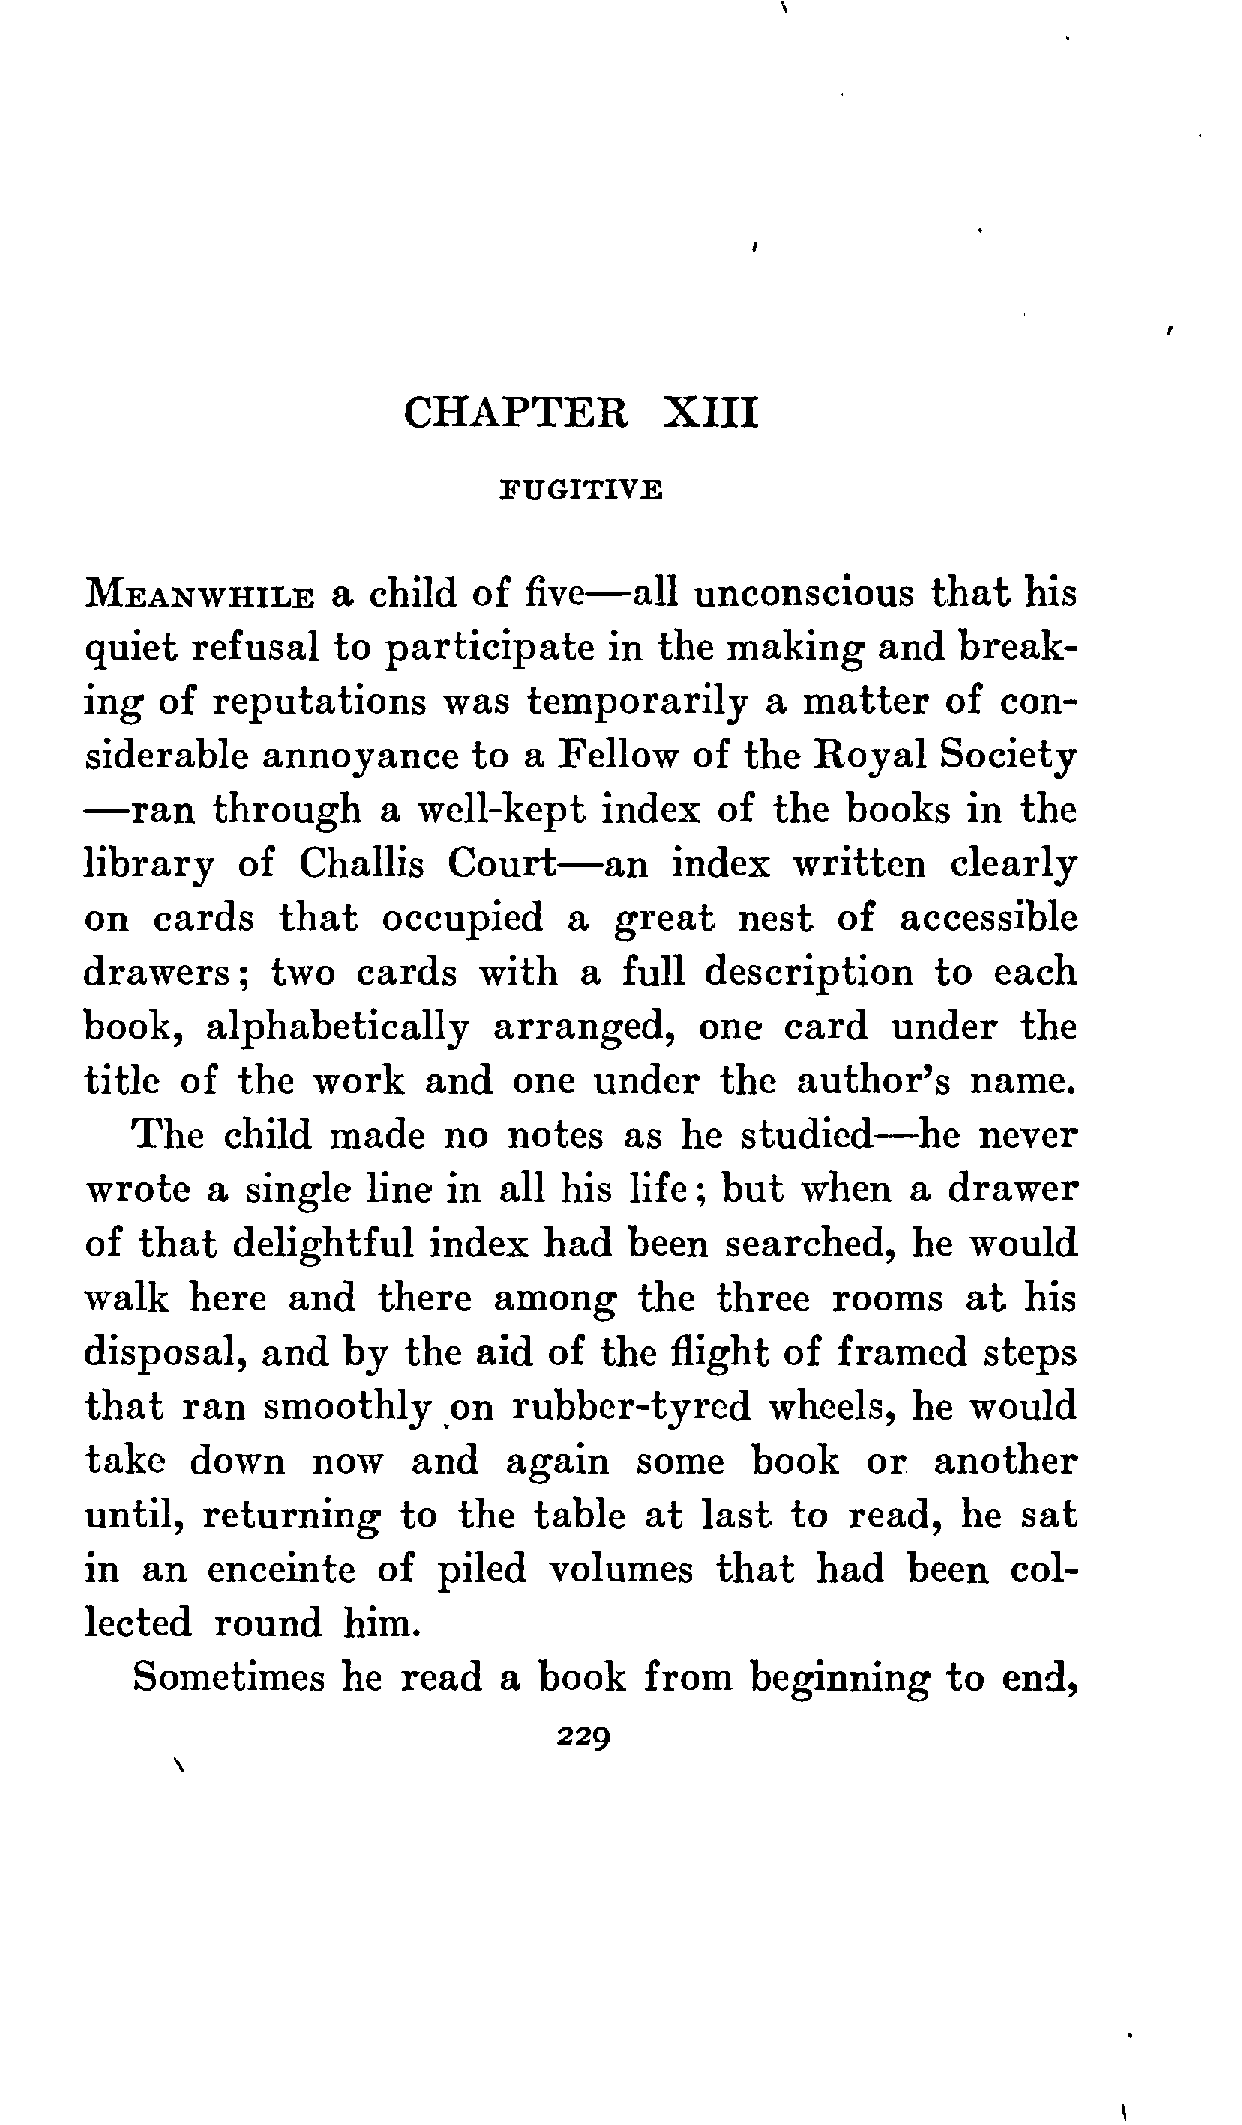 CHAPTER XIII
FUGITIVE
MEANWHILE a child of five—all unconscious that his
quiet refusal to participate in the making and break-
ing of reputations was temporarily a matter of con-
siderable annoyance to a Fellow of the Royal Society
—ran through a well-kept index of the books in the
library of Challis Court—an index written clearly
on cards that occupied a great nest of accessible
drawers; two cards with a full description to each
book, alphabetically arranged, one card under the
title of the work and one under the author's name.
The child made no notes as he studied—he never
wrote a single line in all his life; but when a drawer
of that delightful index had been searched, he would
walk here and there among the three rooms at his
disposal, and by the aid of the flight of framed steps
that ran smoothly on rubber-tyred wheels, he would
take down now and again some book or another
until, returning to the table at last to read, he sat
in an enceinte of piled volumes that had been col-
lected round him.
Sometimes he read a book from beginning to end,
229